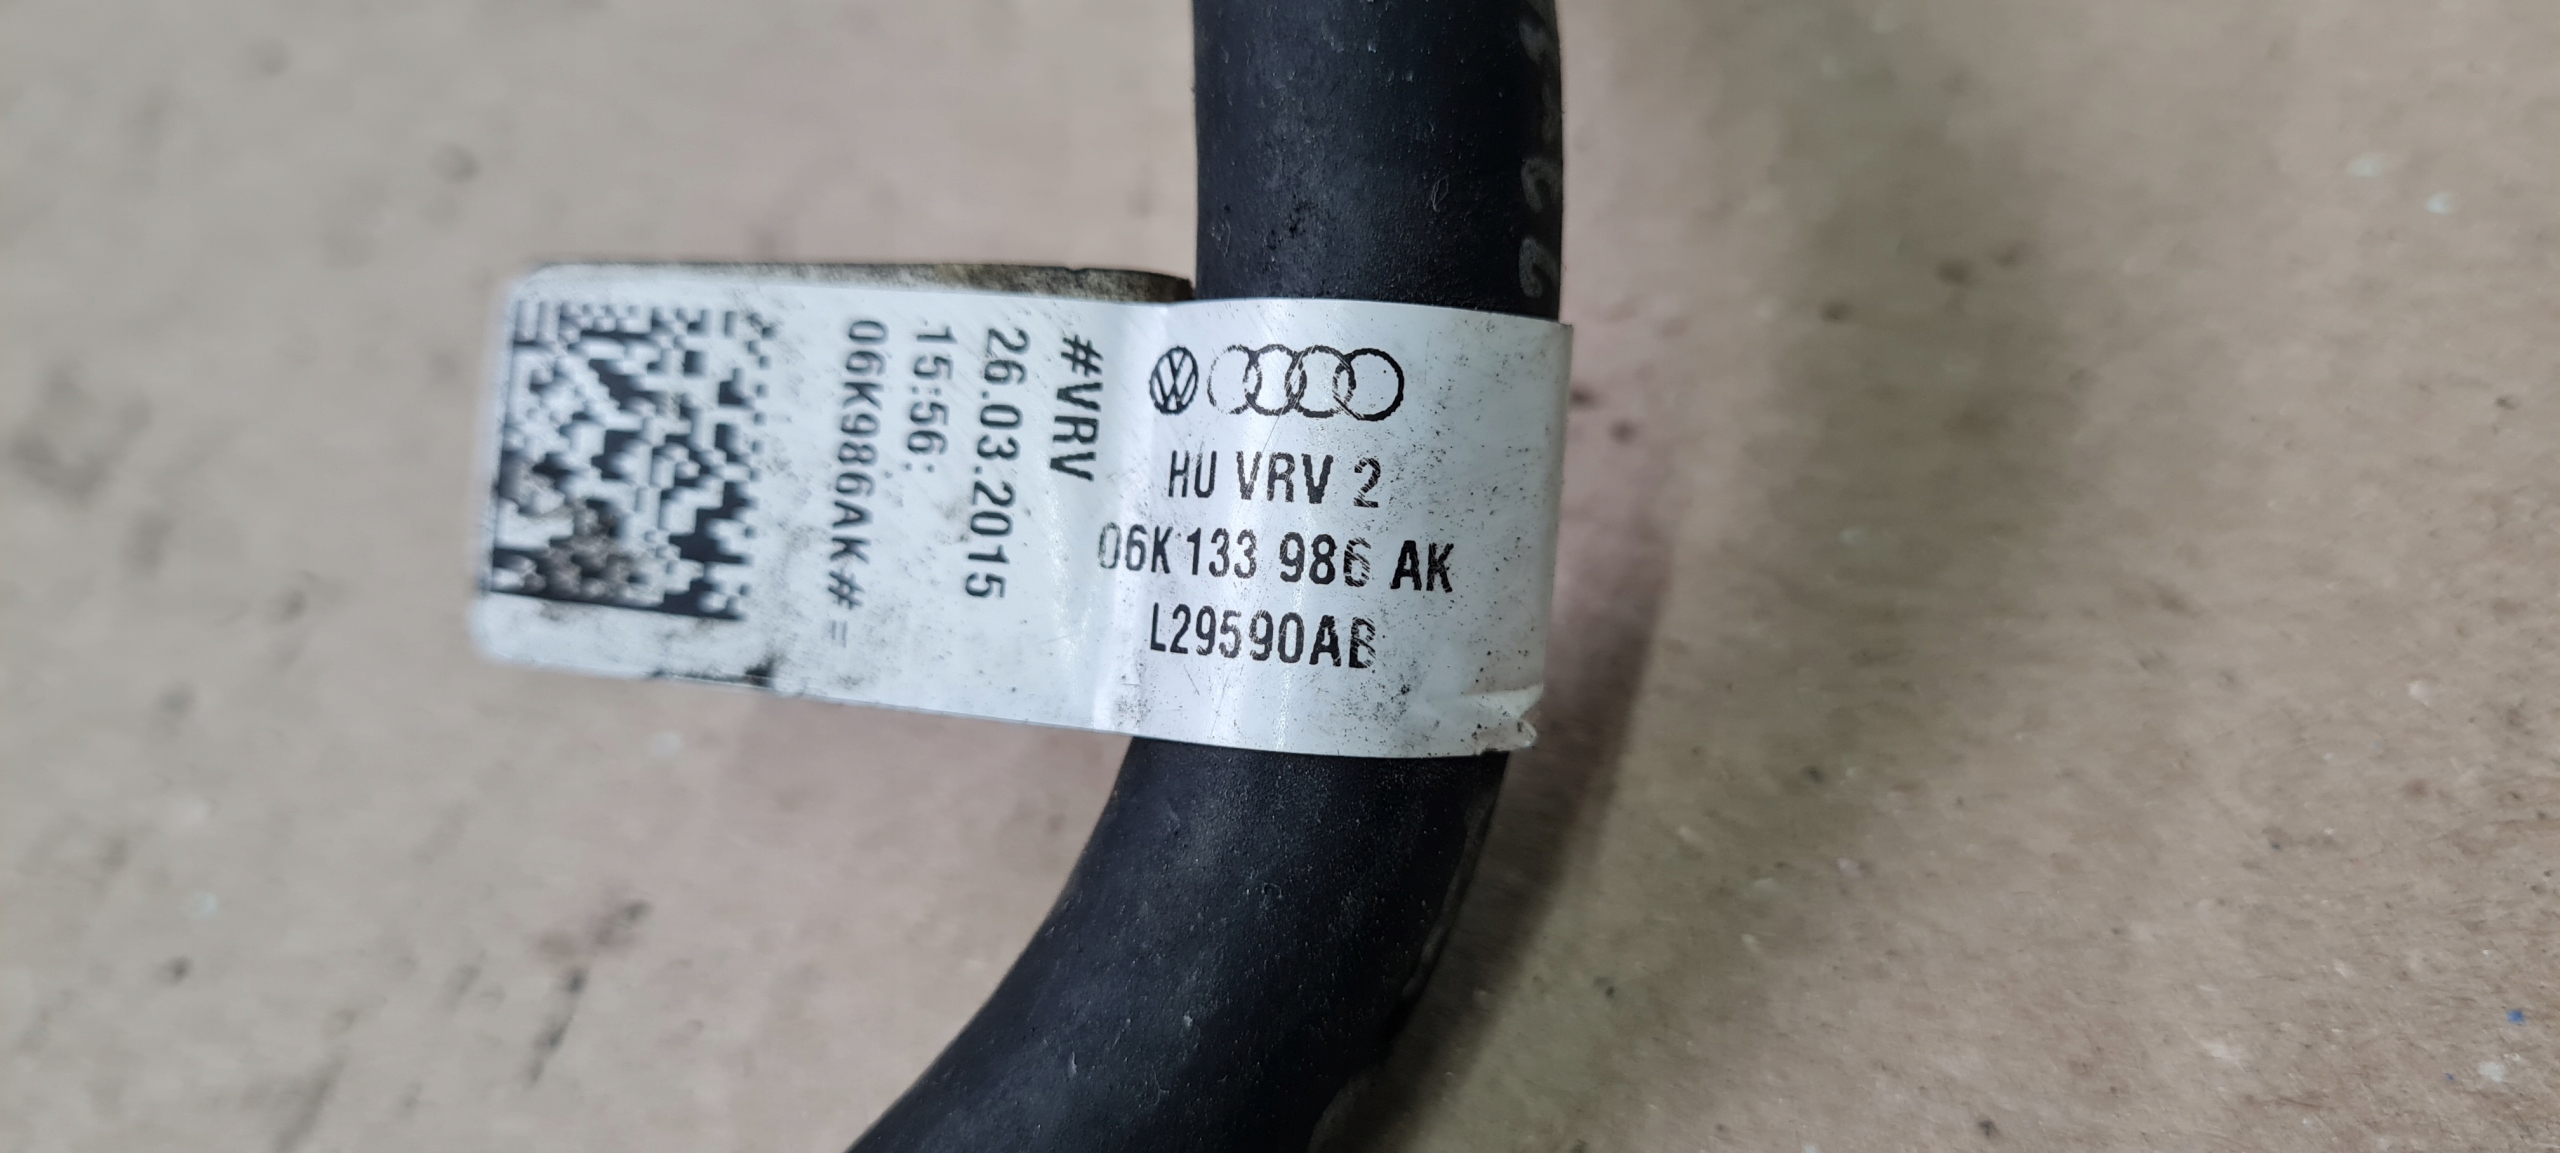 HU VRV 2
06K 133 986 AK
L29590AB
#VRV
26.03.2015
15:56:
06K986AK# =